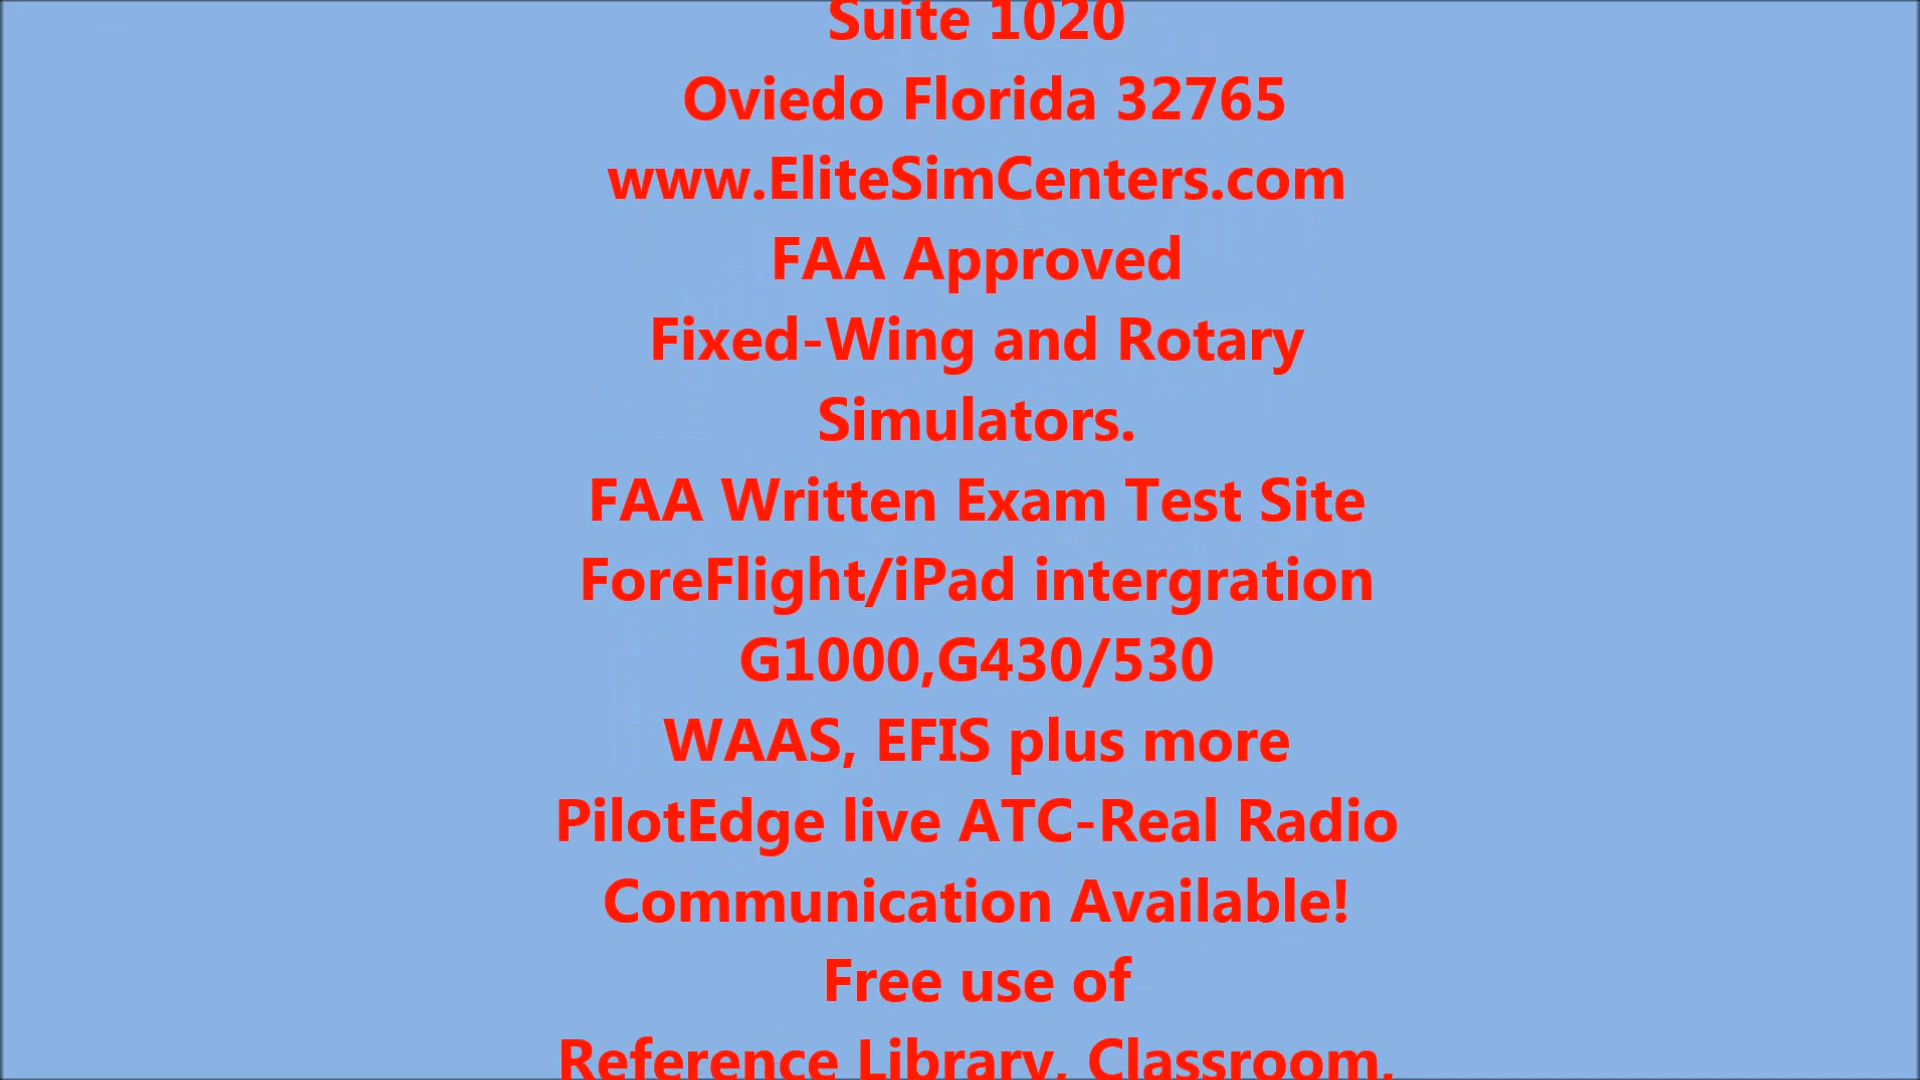 Suite 1020
Oviedo Florida 32765
www.EliteSimCenters.com
FAA Approved
Fixed-Wing and Rotary
Simulators.
FAA Written Exam Test Site
ForeFlight/iPad intergration
G1000,G430/530
WAAS, EFIS plus more
PilotEdge live ATC-Real Radio
Communication Available!
Free use of
Reference Library, Classroom,